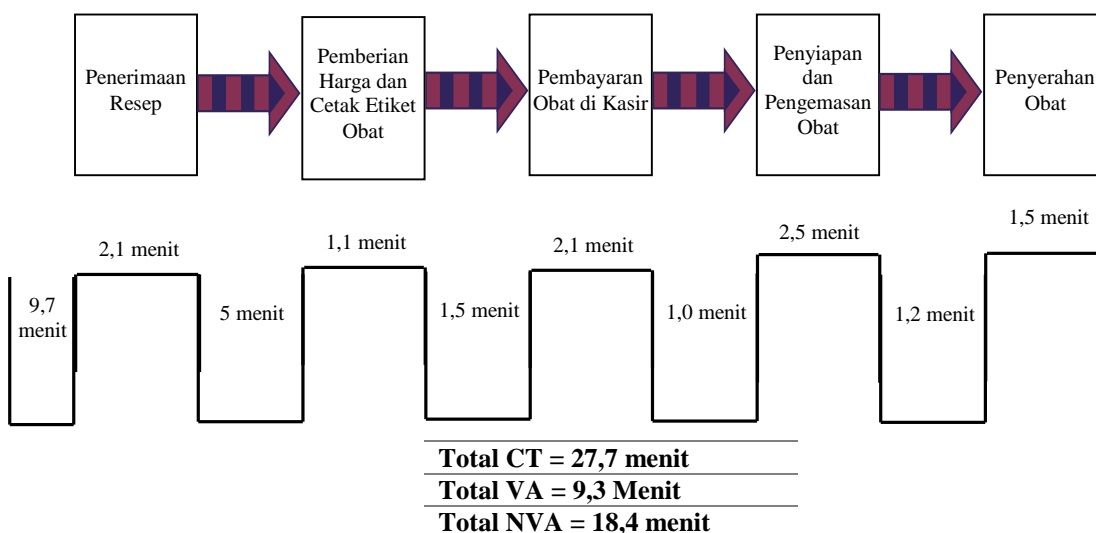 Penerimaan
Resep
Pemberian
Harga dan
Cetak Etiket
Obat
Pembayaran
Obat di Kasir
Penyiapan
dan
Pengemasan
Obat
Penyerahan
Obat
2,1 menit
1,1 menit
2,1 menit
2,5 menit
1,5 menit
9,7
menit
5 menit
1,5 menit
1,0 menit
1,2 menit
Total CT = 27,7 menit
Total VA = 9,3 Menit
Total NVA = 18,4 menit